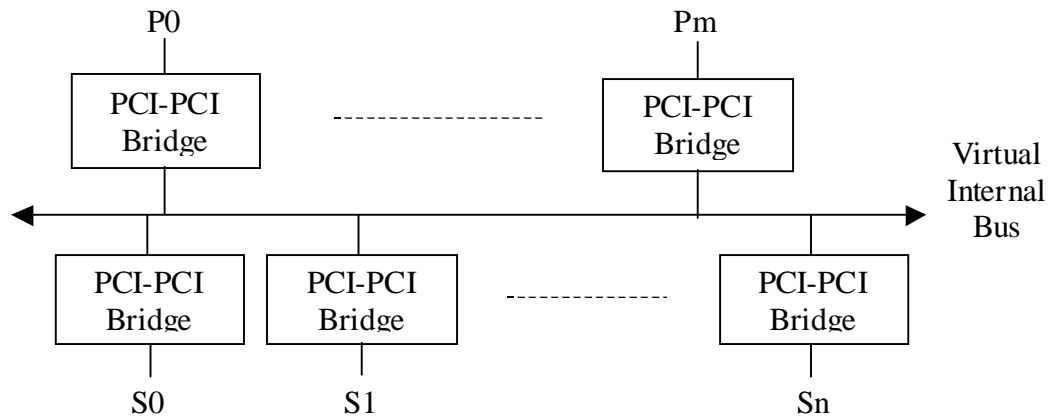 P0
Pm
PCI-PCI
Bridge
PCI-PCI
Bridge
Virtual
Internal
Bus
PCI-PCI
Bridge
PCI-PCI
Bridge
PCI-PCI
Bridge
S0
S1
Sn